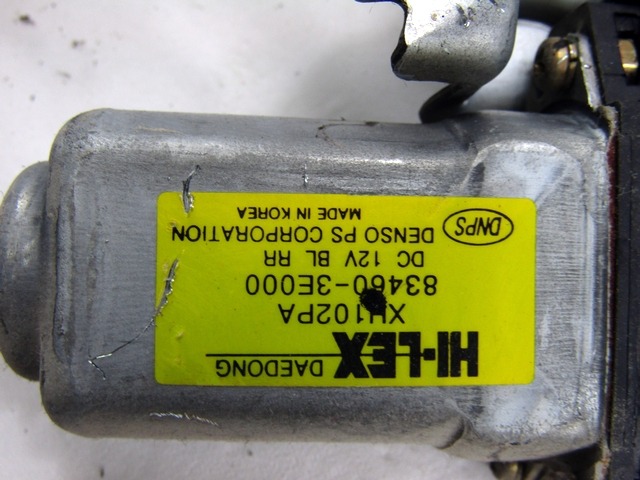 HI-LEX DAEDONG
XH102PA
83460-3E000
DC 12V BL RR
DENSO PS CORPORATION
MADE IN KOREA
DNPS